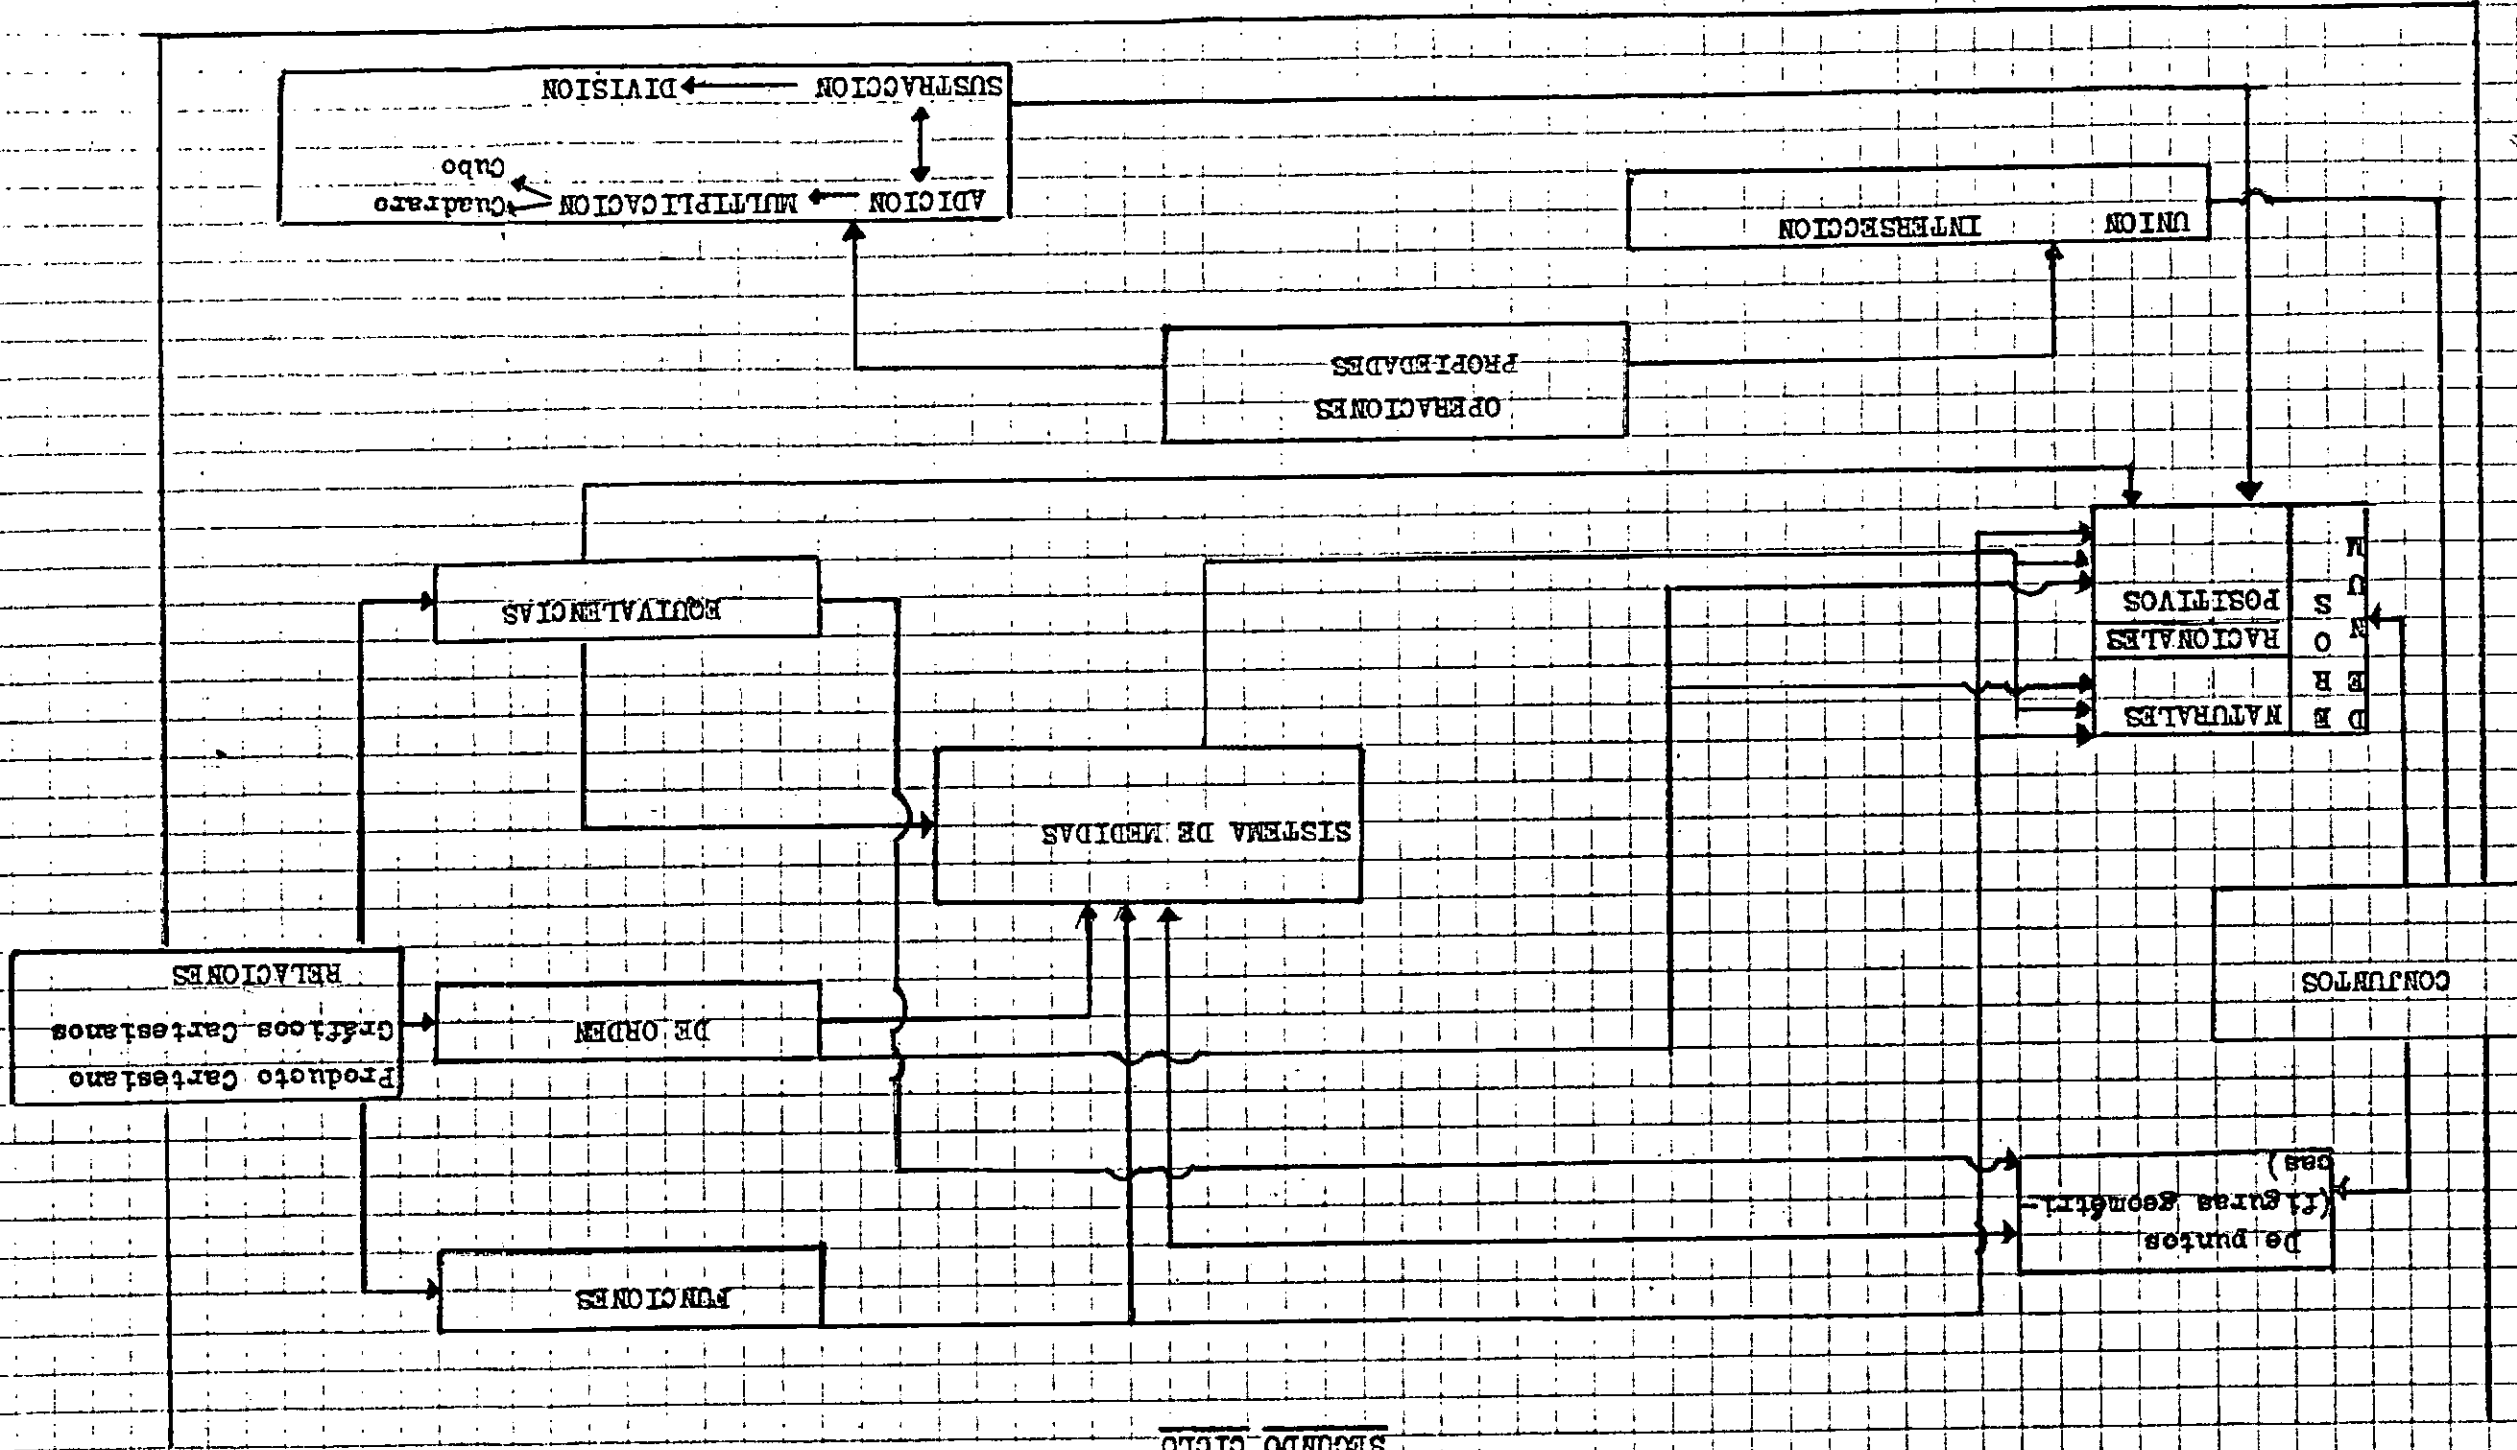 SEGUNDO CICLO
De puntos
(figuras geométri-
cas)
FUNCIONES
CONJUNTOS
Producto Cartesiano
Gráficos Cartesianos
RELACIONES
DE ORDEN
SISTEMA DE MEDIDAS
D E NATURALES
E R
N O RACIONALES
U S POSITIVOS
M
EQUIVALENCIAS
OPERACIONES
PROPIEDADES
UNION INTERSECCION
ADICION MULTIPLICACION Cuadraro
Cubo
SUSTRACCION DIVISION